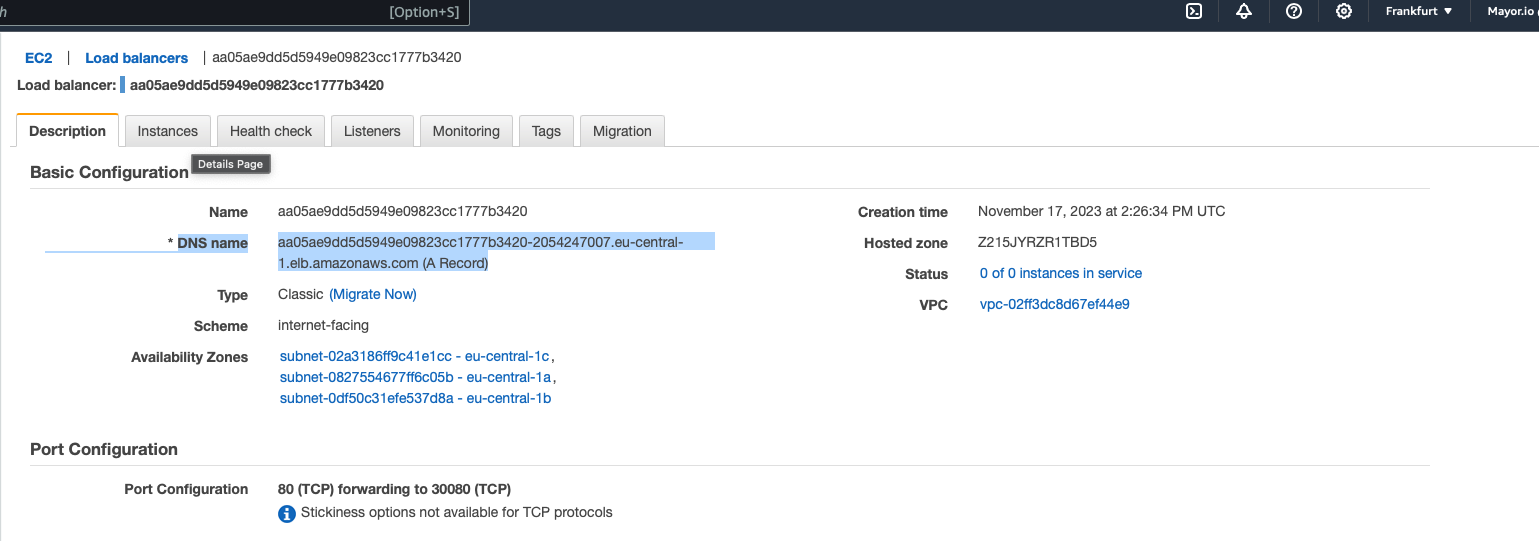 h [Option+S] Frankfurt ▼ Mayor.io
EC2 | Load balancers | aa05ae9dd5d5949e09823cc1777b3420
Load balancer: aa05ae9dd5d5949e09823cc1777b3420
Description Instances Health check Listeners Monitoring Tags Migration
Details Page
Basic Configuration
Name aa05ae9dd5d5949e09823cc1777b3420 Creation time November 17, 2023 at 2:26:34 PM UTC
* DNS name aa05ae9dd5d5949e09823cc1777b3420-2054247007.eu-central- Hosted zone Z215JYRZR1TBD5
1.elb.amazonaws.com (A Record)
Status 0 of 0 instances in service
Type Classic (Migrate Now)
VPC vpc-02ff3dc8d67ef44e9
Scheme internet-facing
Availability Zones subnet-02a3186ff9c41e1cc - eu-central-1c,
subnet-0827554677ff6c05b - eu-central-1a,
subnet-0df50c31efe537d8a - eu-central-1b
Port Configuration
Port Configuration 80 (TCP) forwarding to 30080 (TCP)
Stickiness options not available for TCP protocols